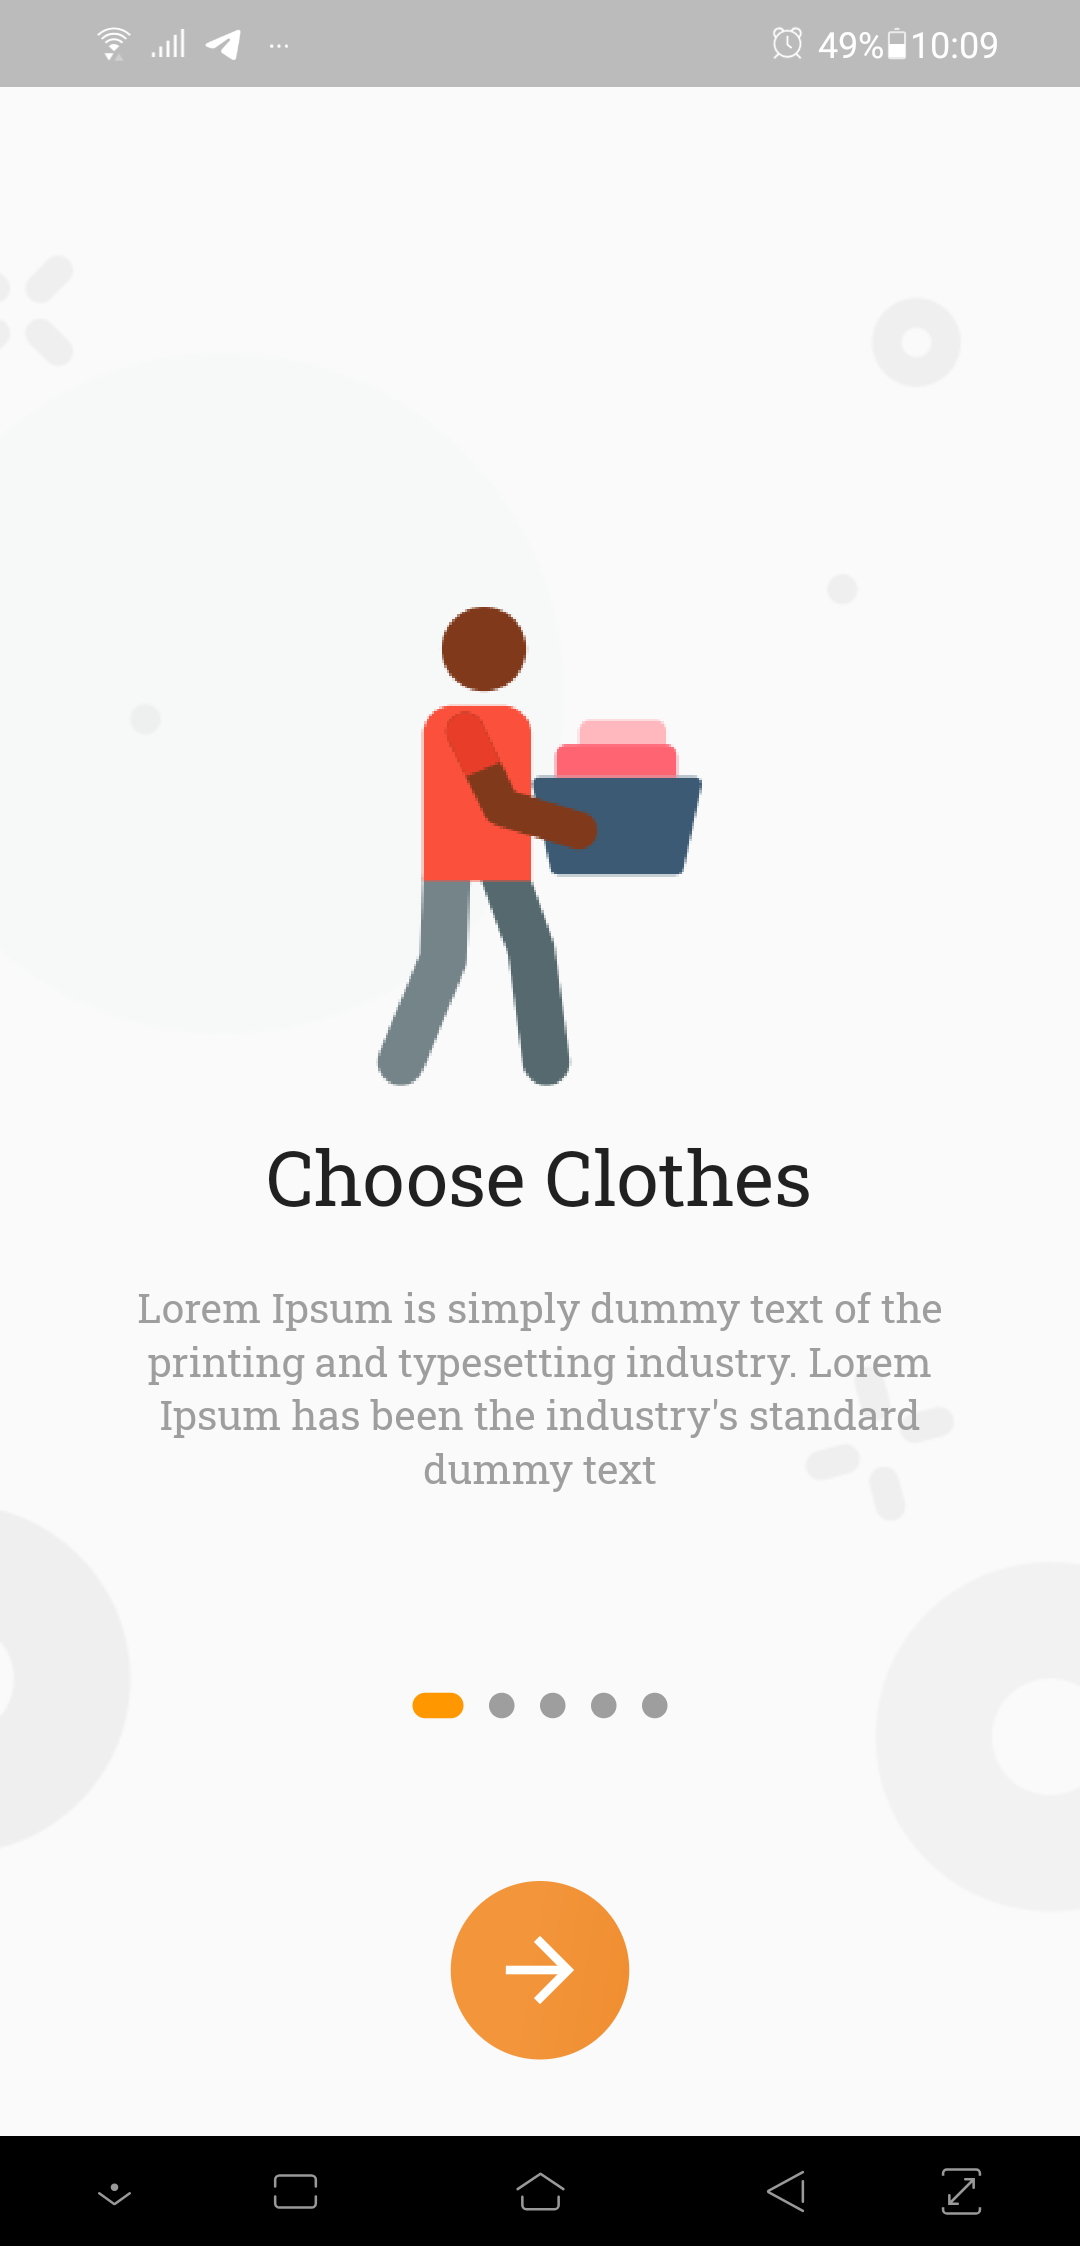 49% 10:09
Choose Clothes
Lorem Ipsum is simply dummy text of the
printing and typesetting industry. Lorem
Ipsum has been the industry's standard
dummy text